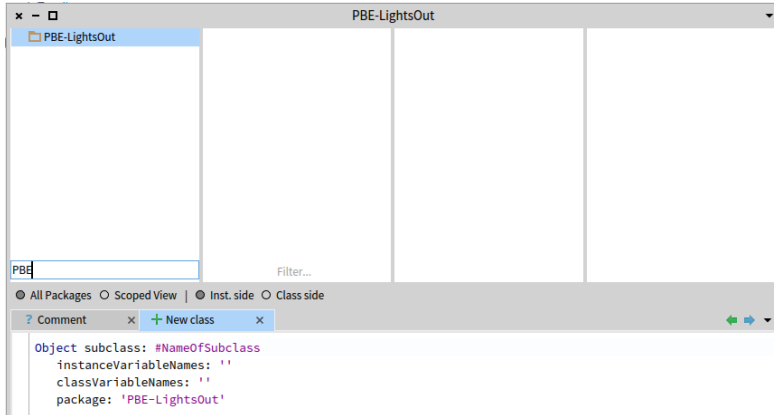 PBE-LightsOut
PBE-LightsOut
PBE
Filter...
All Packages Scoped View | Inst. side Class side
? Comment × + New class ×
Object subclass: #NameOfSubclass
instanceVariableNames: ''
classVariableNames: ''
package: 'PBE-LightsOut'